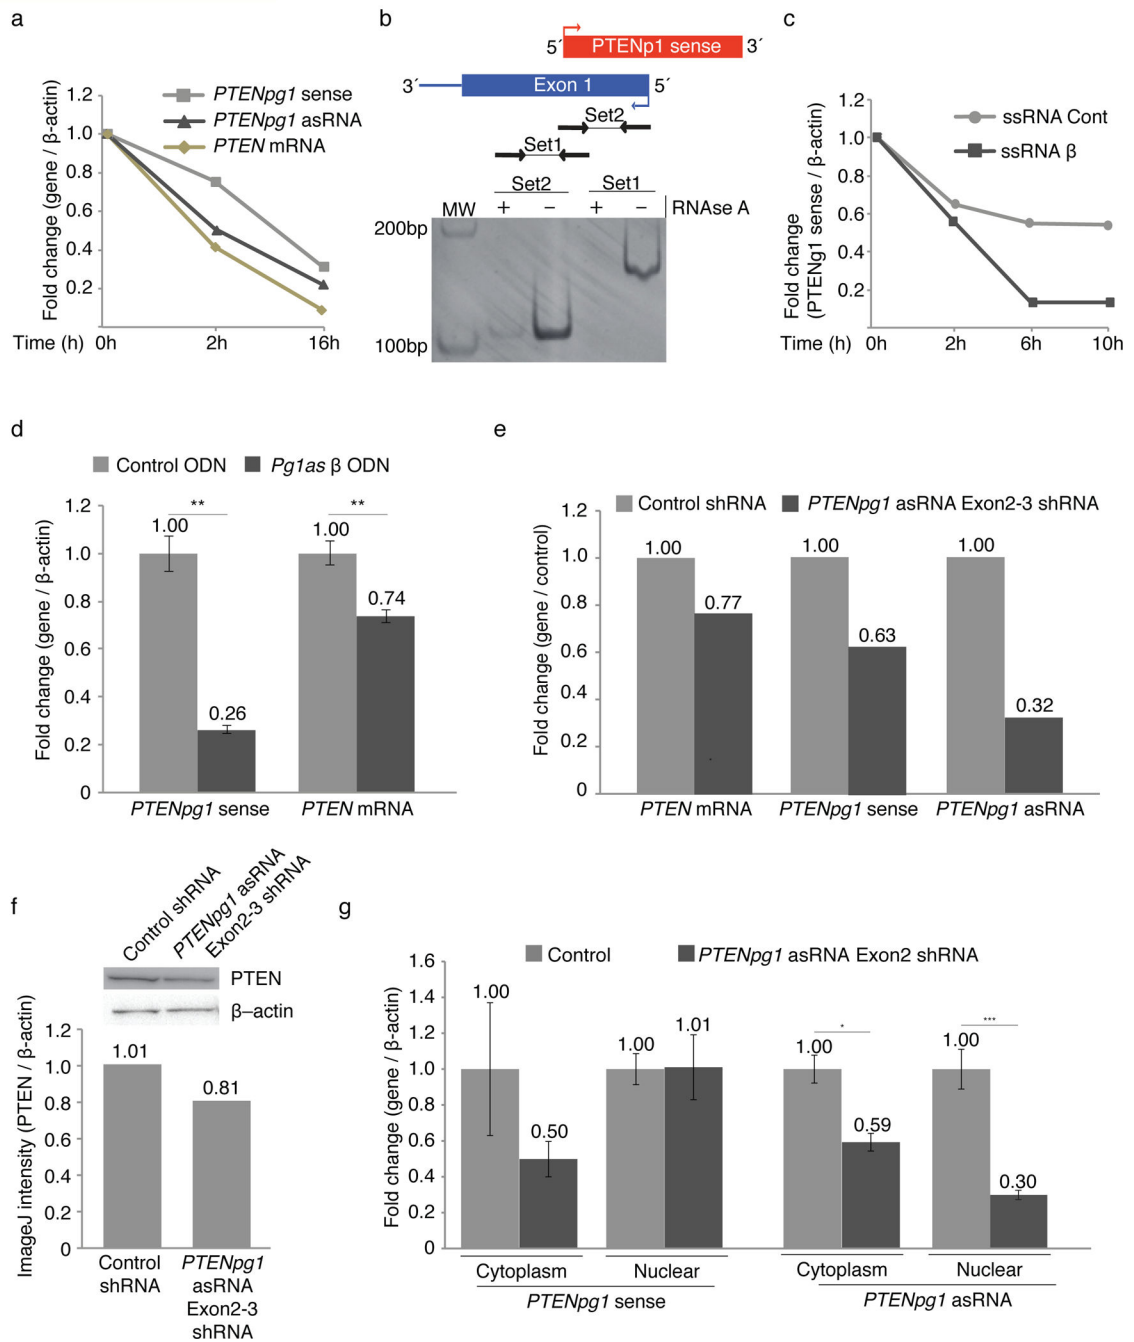 a
Fold change (gene / β-actin)
PTENpg1 sense
PTENpg1 asRNA
PTEN mRNA
1.2
1.0
0.8
0.6
0.4
0.2
Time (h)
0h
2h
16h
b
5´
PTENp1 sense
3´
3´
Exon 1
5´
Set2
Set1
Set2
Set1
MW
+
–
+
–
RNAse A
200bp
100bp
c
Fold change
(PTENg1 sense / β-actin)
ssRNA Cont
ssRNA β
1.2
1.0
0.8
0.6
0.4
0.2
Time (h)
0h
2h
6h
10h
d
Control ODN
Pg1as β ODN
Fold change (gene / β-actin)
1.2
1.0
0.8
0.6
0.4
0.2
0
1.00
**
0.26
1.00
**
0.74
PTENpg1 sense
PTEN mRNA
e
Control shRNA
PTENpg1 asRNA Exon2-3 shRNA
Fold change (gene / control)
1.2
1.0
0.8
0.6
0.4
0.2
0
1.00
0.77
1.00
0.63
1.00
0.32
PTEN mRNA
PTENpg1 sense
PTENpg1 asRNA
f
Control shRNA
PTENpg1 asRNA
Exon2-3 shRNA
PTEN
β–actin
ImageJ intensity (PTEN / β-actin)
1.2
1.0
0.8
0.6
0.4
0.2
0
1.01
0.81
Control
shRNA
PTENpg1
asRNA
Exon2-3
shRNA
g
Control
PTENpg1 asRNA Exon2 shRNA
Fold change (gene / β-actin)
1.6
1.4
1.2
1.0
0.8
0.6
0.4
0.2
0
1.00
0.50
1.00
1.01
1.00
*
0.59
1.00
***
0.30
Cytoplasm
Nuclear
Cytoplasm
Nuclear
PTENpg1 sense
PTENpg1 asRNA